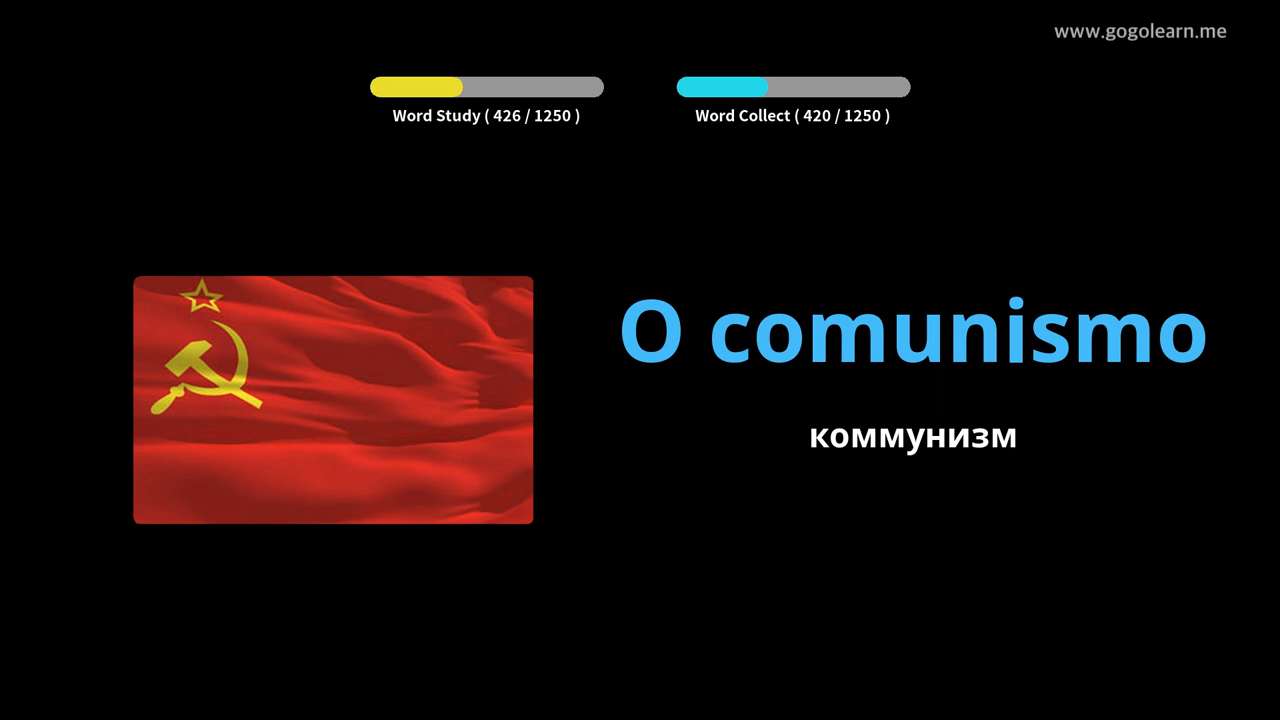 www.gogolearn.me
Word Study ( 426 / 1250 )
Word Collect ( 420 / 1250 )
O comunismo
коммунизм